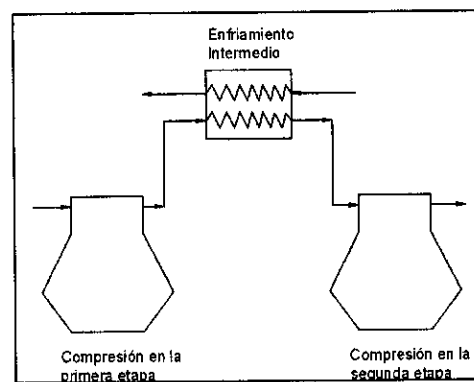 Enfriamiento
Intermedio
Compresión en la
primera etapa
Compresión en la
segunda etapa